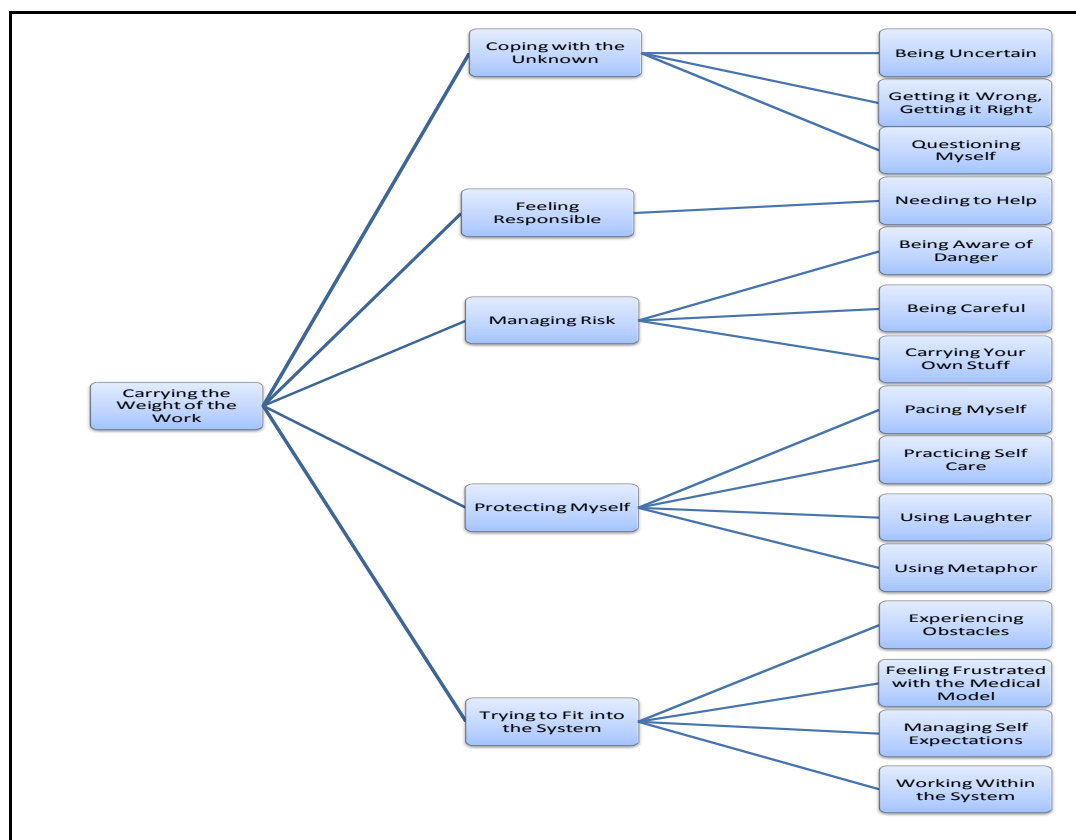 Carrying the
Weight of the
Work
Coping with the
Unknown
Being Uncertain
Getting it Wrong,
Getting it Right
Questioning
Myself
Feeling
Responsible
Needing to Help
Managing Risk
Being Aware of
Danger
Being Careful
Carrying Your
Own Stuff
Protecting Myself
Pacing Myself
Practicing Self
Care
Using Laughter
Using Metaphor
Trying to Fit into
the System
Experiencing
Obstacles
Feeling Frustrated
with the Medical
Model
Managing Self
Expectations
Working Within
the System